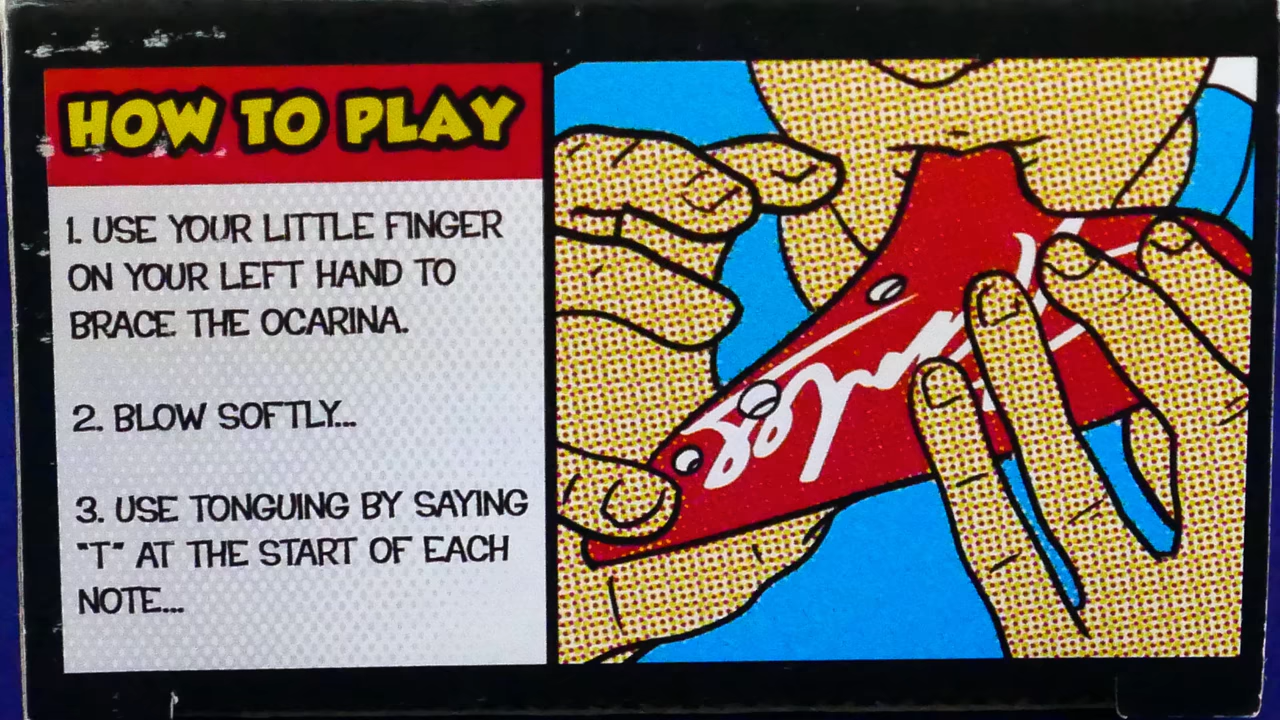 HOW TO PLAY
1. USE YOUR LITTLE FINGER
ON YOUR LEFT HAND TO
BRACE THE OCARINA.
2. BLOW SOFTLY...
3. USE TONGUING BY SAYING
"T" AT THE START OF EACH
NOTE...